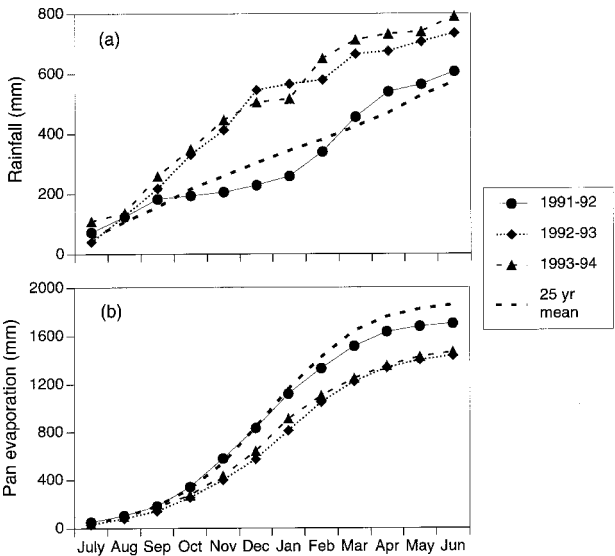 800
(a)
600
400
200
0
Rainfall (mm)
2000
(b)
1600
1200
800
400
0
Pan evaporation (mm)
July Aug Sep Oct Nov Dec Jan Feb Mar Apr May Jun
1991-92
1992-93
1993-94
25 yr
mean